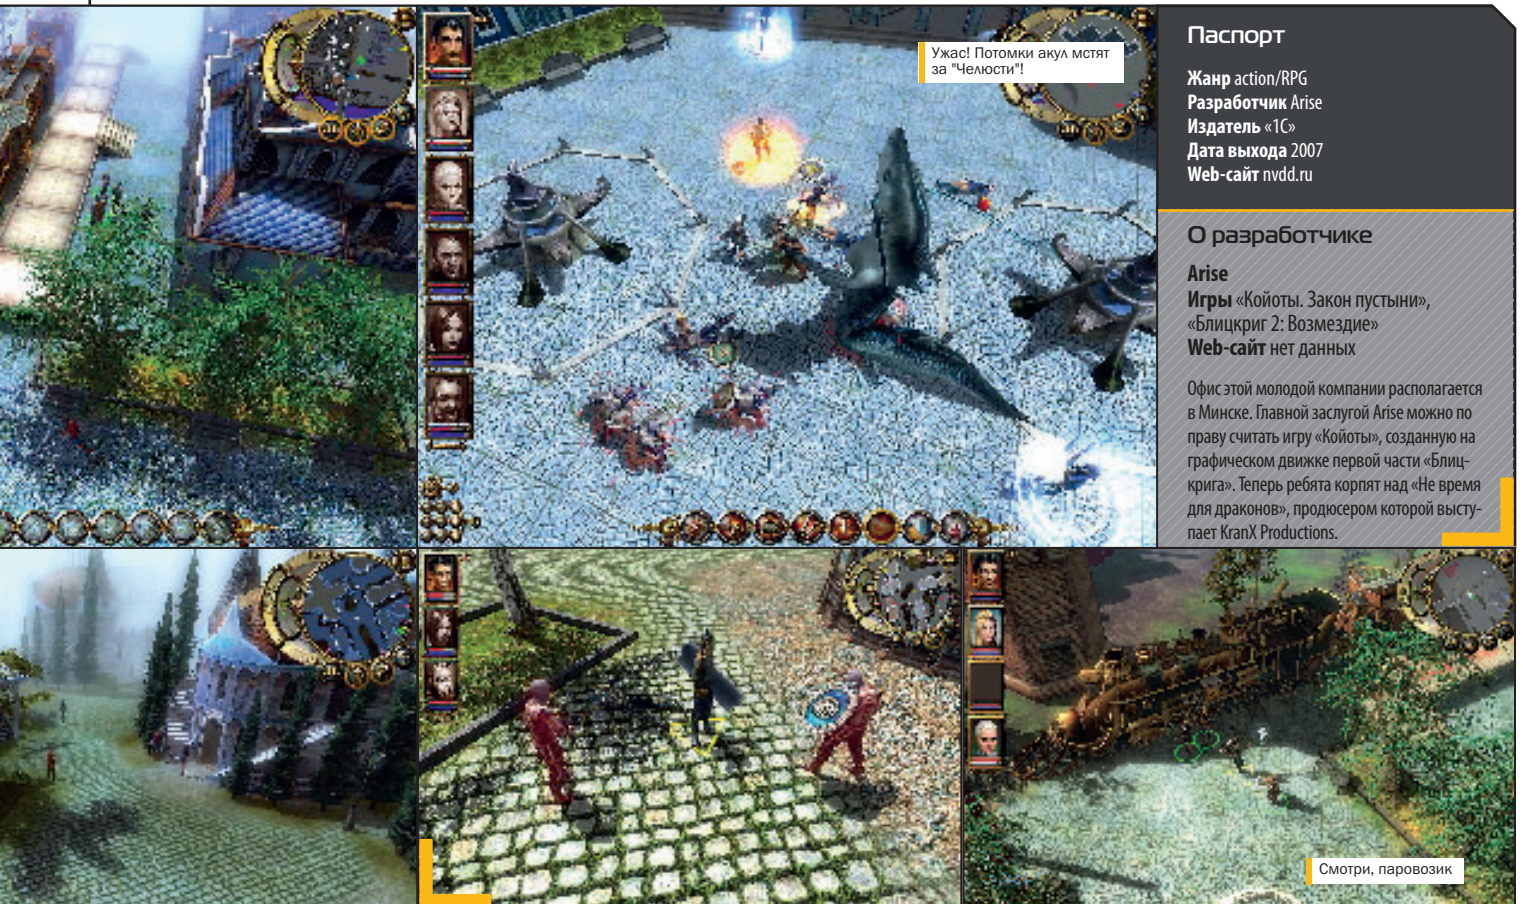 Ужас! Потомки акул мстят
за "Челюсти"!
Паспорт
Жанр action/RPG
Разработчик Arise
Издатель «1С»
Дата выхода 2007
Web-сайт nvdd.ru
О разработчике
Arise
Игры «Койоты. Закон пустыни»,
«Блицкриг 2: Возмездие»
Web-сайт нет данных
Офис этой молодой компании располагается
в Минске. Главной заслугой Arise можно по
праву считать игру «Койоты», созданную на
графическом движке первой части «Блиц-
крига». Теперь ребята корпят над «Не время
для драконов», продюсером которой высту-
пает KranX Productions.
Смотри, паровозик